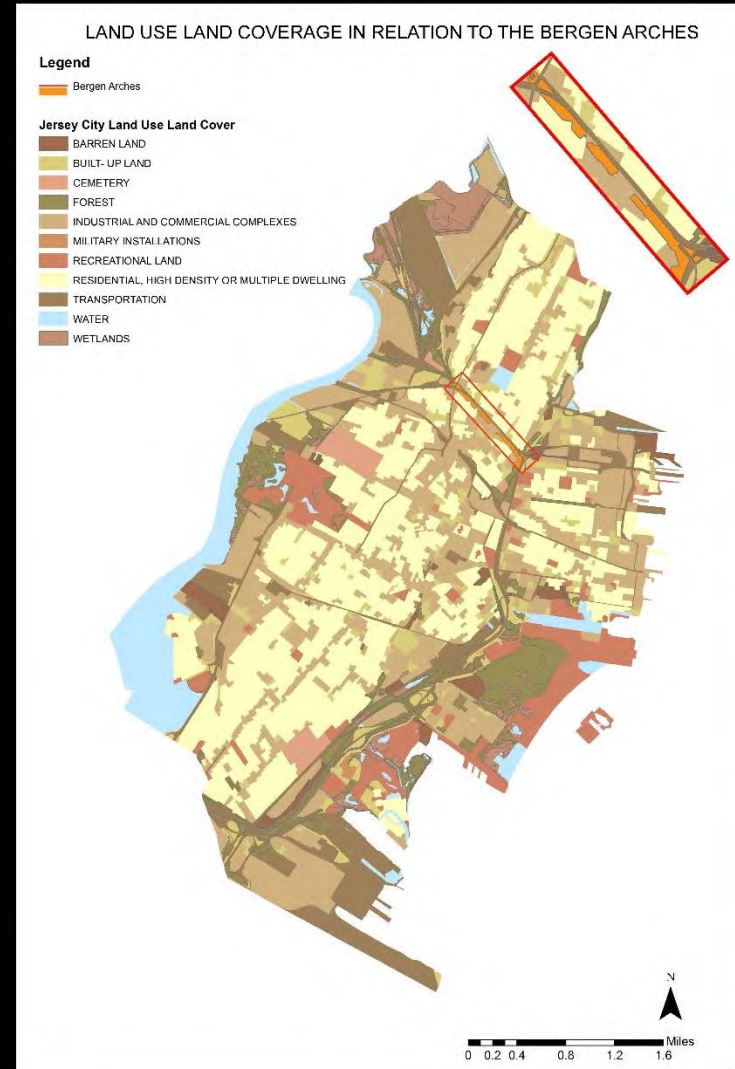 LAND USE LAND COVERAGE IN RELATION TO THE BERGEN ARCHES
Legend
Bergen Arches
Jersey City Land Use Land Cover
BARREN LAND
BUILT- UP LAND
CEMETERY
FOREST
INDUSTRIAL AND COMMERCIAL COMPLEXES
MILITARY INSTALLATIONS
RECREATIONAL LAND
RESIDENTIAL, HIGH DENSITY OR MULTIPLE DWELLING
TRANSPORTATION
WATER
WETLANDS
N
Miles
0 0.2 0.4 0.8 1.2 1.6